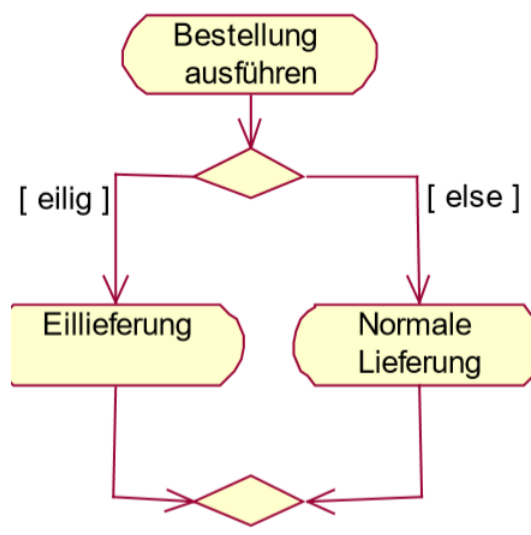 Bestellung
ausführen
[ eilig ]
[ else ]
Eillieferung
Normale
Lieferung